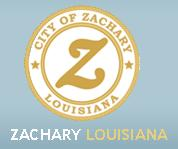 CITY OF ZACHARY
Z
LOUISIANA
ZACHARY LOUISIANA